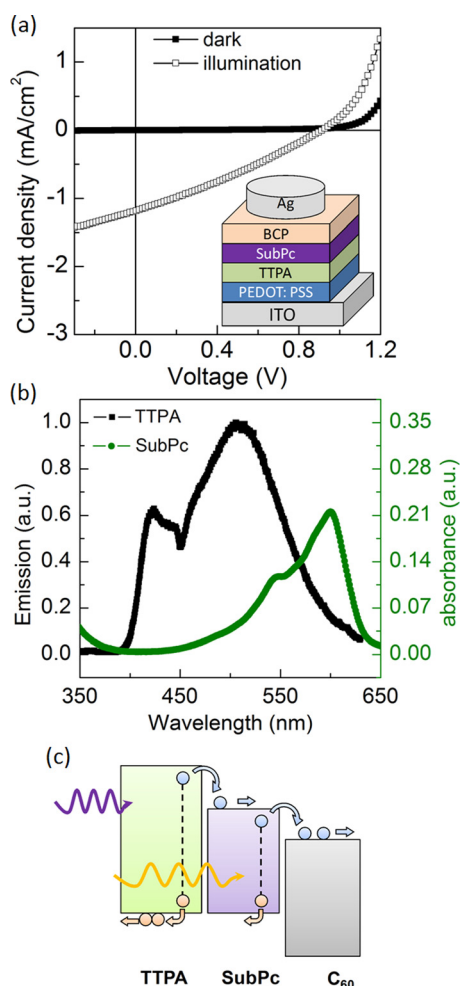 (a)
dark
illumination
Current density (mA/cm²)
1
0
-1
-2
-3
Ag
BCP
SubPc
TTPA
PEDOT: PSS
ITO
0.0 0.4 0.8 1.2
Voltage (V)
(b)
TTPA
SubPc
Emission (a.u.)
1.0
0.8
0.6
0.4
0.2
0.0
0.35
0.28
0.21
0.14
0.07
0.00
absorbance (a.u.)
350 450 550 650
Wavelength (nm)
(c)
TTPA SubPc C₆₀